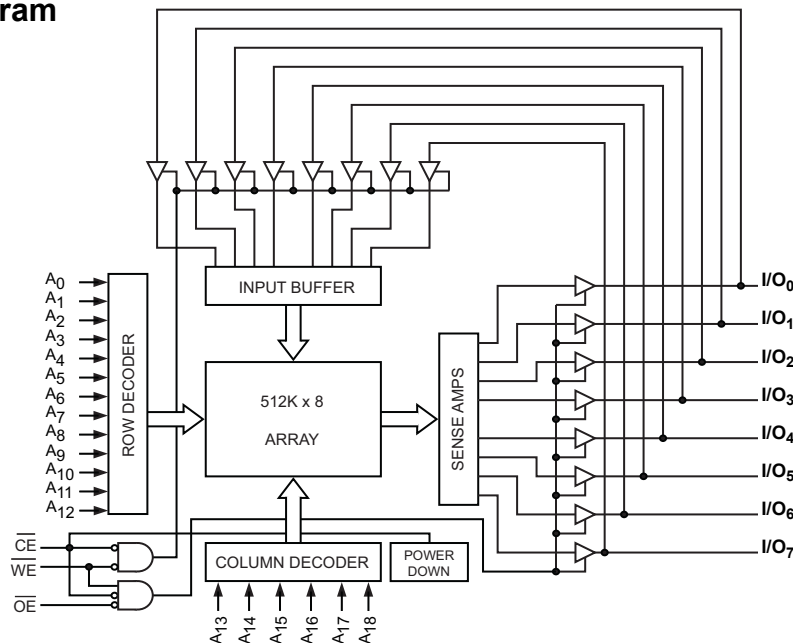 ram
INPUT BUFFER
A0
A1
A2
A3
A4
A5
A6
A7
A8
A9
A10
A11
A12
ROW DECODER
512K x 8
ARRAY
SENSE AMPS
I/O0
I/O1
I/O2
I/O3
I/O4
I/O5
I/O6
I/O7
CE
WE
OE
COLUMN DECODER
POWER
DOWN
A13
A14
A15
A16
A17
A18